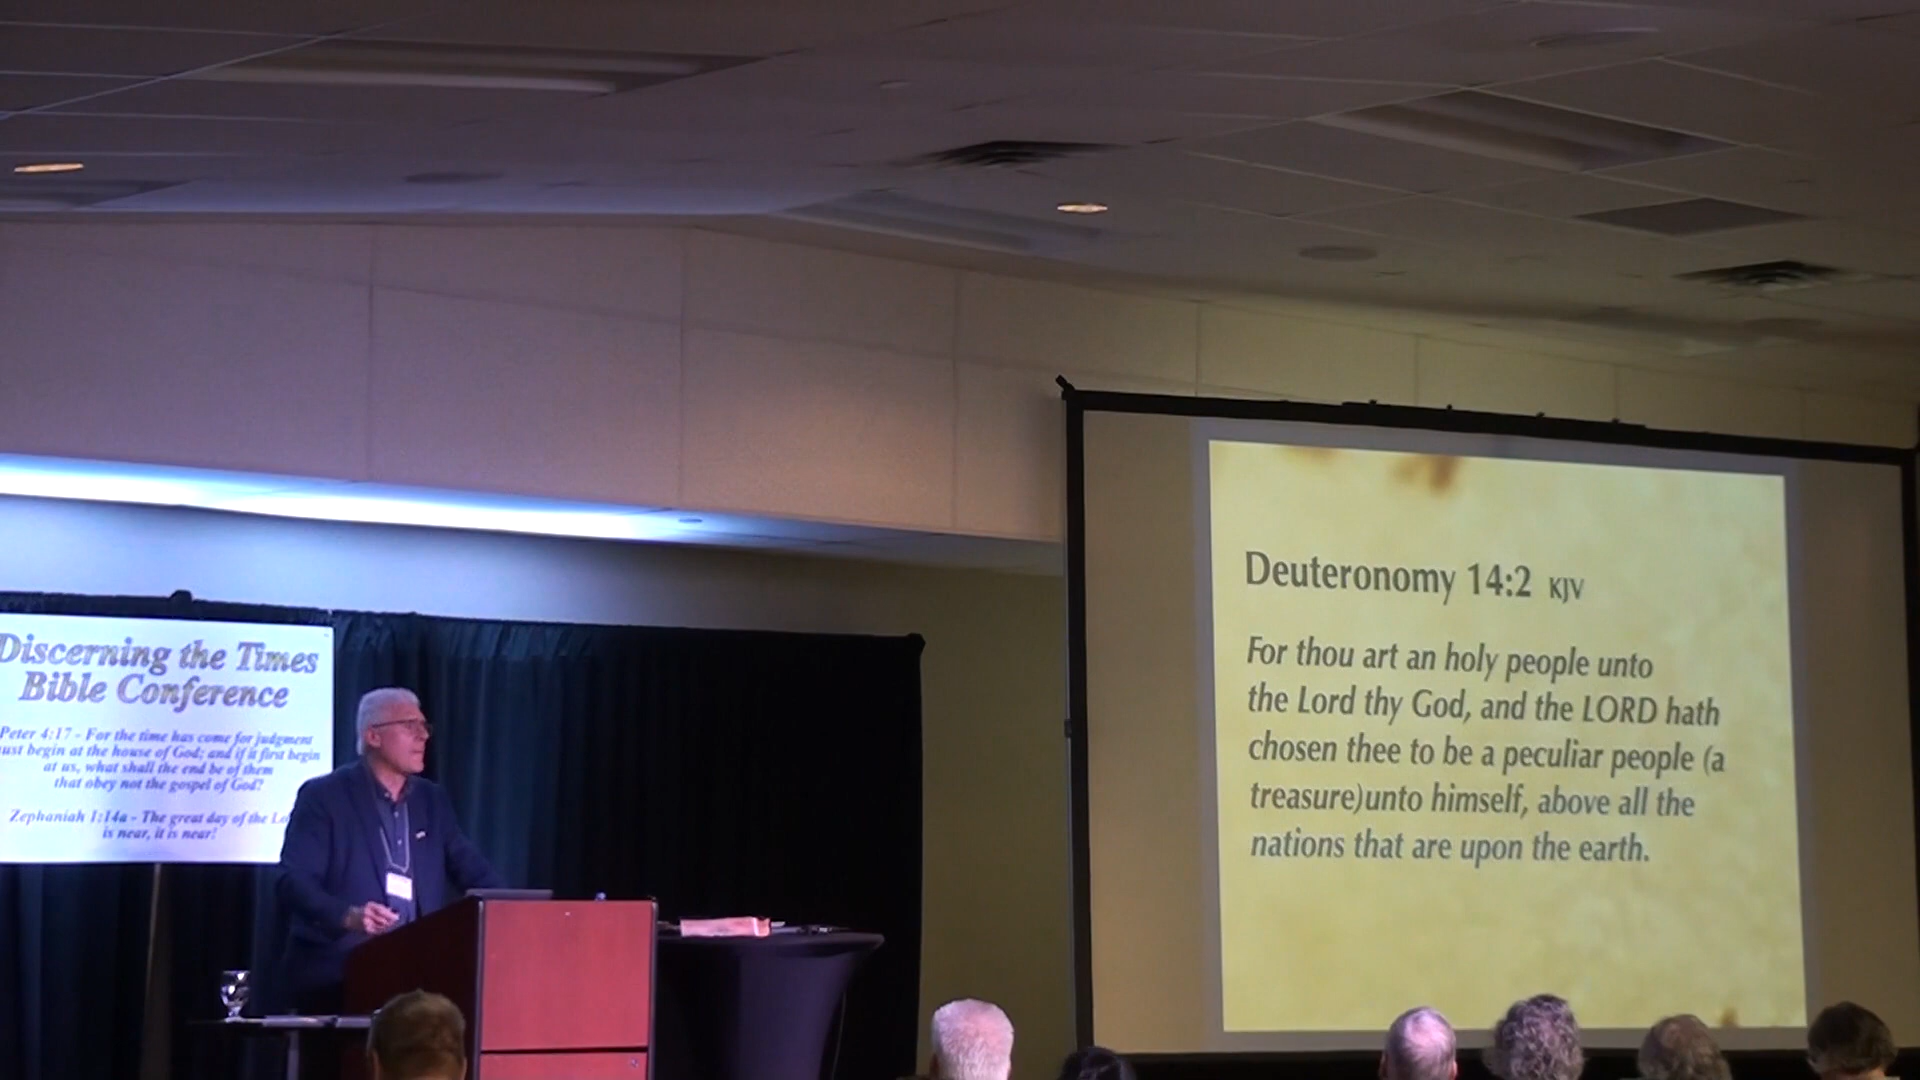 Discerning the Times
Bible Conference
Peter 4:17 - For the time has come for judgment
must begin at the house of God; and if it first begin
at us, what shall the end be of them
that obey not the gospel of God?
Zephaniah 1:14a - The great day of the
is near, it is near!
Deuteronomy 14:2 KJV
For thou art an holy people unto
the Lord thy God, and the LORD hath
chosen thee to be a peculiar people (a
treasure)unto himself, above all the
nations that are upon the earth.